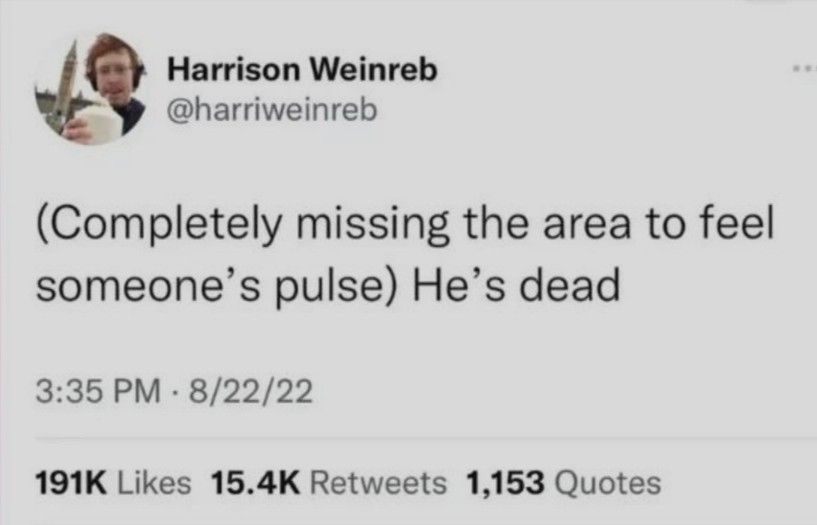 Harrison Weinreb
@harriweinreb
(Completely missing the area to feel
someone’s pulse) He’s dead
3:35 PM · 8/22/22
191K Likes 15.4K Retweets 1,153 Quotes